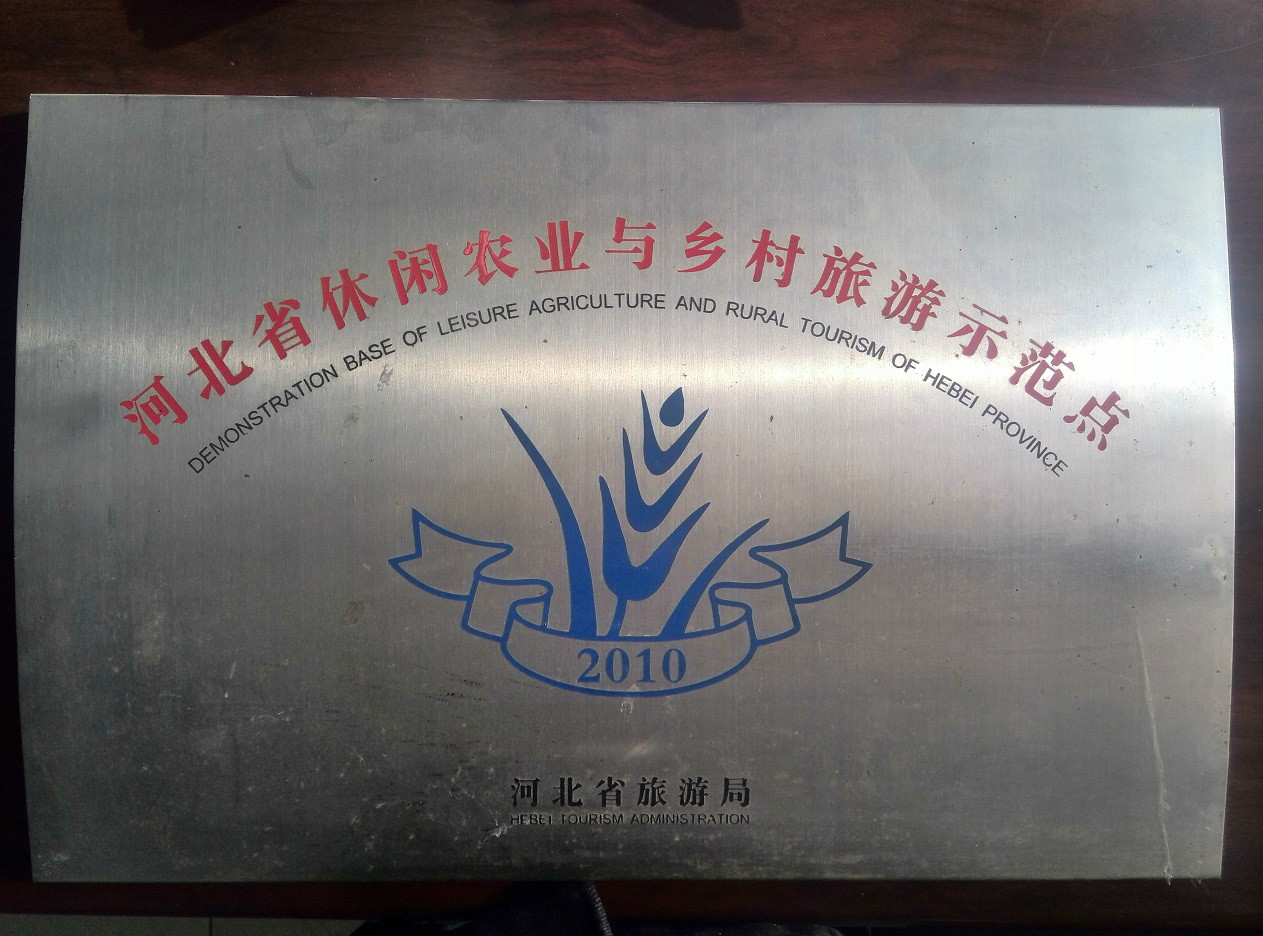 河北省休闲农业与乡村旅游示范点
DEMONSTRATION BASE OF LEISURE AGRICULTURE AND RURAL TOURISM OF HEBEI PROVINCE
2010
河北省旅游局
HEBEI TOURISM ADMINISTRATION